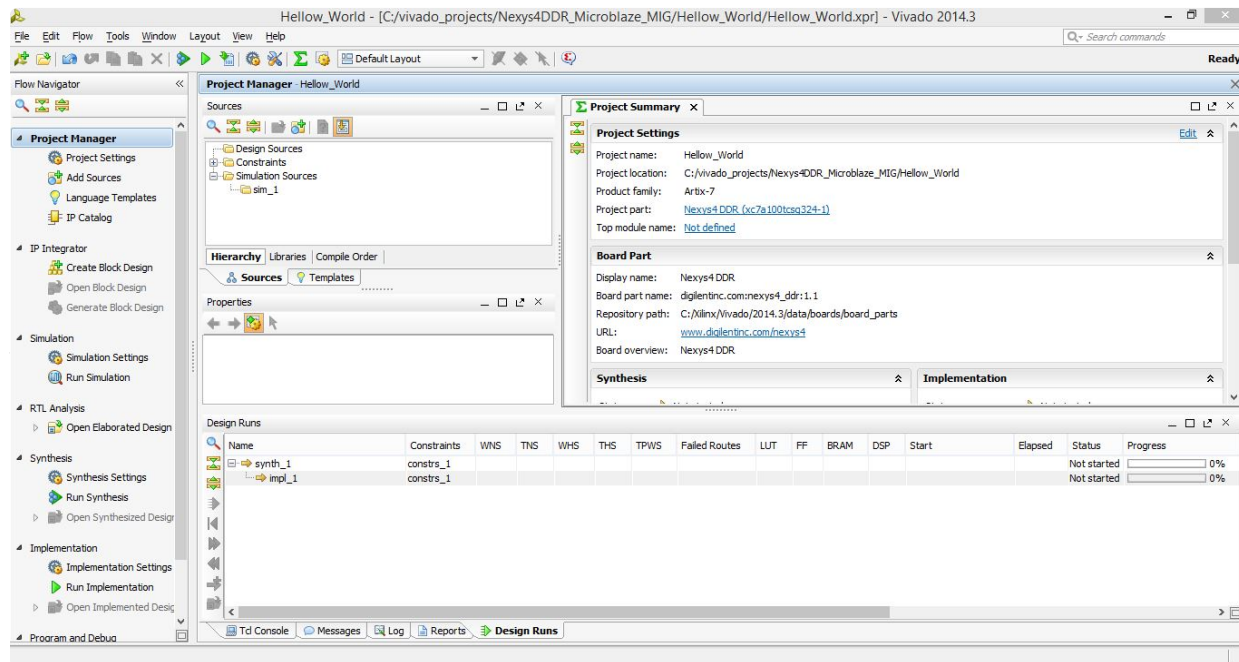 Hellow_World - [C:/vivado_projects/Nexys4DDR_Microblaze_MIG/Hellow_World/Hellow_World.xpr] - Vivado 2014.3
File Edit Flow Tools Window Layout View Help
Search commands
Default Layout
Ready
Flow Navigator
Project Manager
Project Settings
Add Sources
Language Templates
IP Catalog
IP Integrator
Create Block Design
Open Block Design
Generate Block Design
Simulation
Simulation Settings
Run Simulation
RTL Analysis
Open Elaborated Design
Synthesis
Synthesis Settings
Run Synthesis
Open Synthesized Design
Implementation
Implementation Settings
Run Implementation
Open Implemented Desig
Program and Debug
Project Manager - Hellow_World
Sources
Design Sources
Constraints
Simulation Sources
sim_1
Hierarchy Libraries Compile Order
Sources Templates
Properties
Project Summary
Project Settings Edit
Project name: Hellow_World
Project location: C:/vivado_projects/Nexys4DDR_Microblaze_MIG/Hellow_World
Product family: Artix-7
Project part: Nexys4 DDR (xc7a100tcsg324-1)
Top module name: Not defined
Board Part
Display name: Nexys4 DDR
Board part name: digilentinc.com:nexys4_ddr:1.1
Repository path: C:/Xilinx/Vivado/2014.3/data/boards/board_parts
URL: www.digilentinc.com/nexys4
Board overview: Nexys4 DDR
Synthesis Implementation
Design Runs
Name Constraints WNS TNS WHS THS TPWS Failed Routes LUT FF BRAM DSP Start Elapsed Status Progress
synth_1 constrs_1 Not started 0%
impl_1 constrs_1 Not started 0%
Tcl Console Messages Log Reports Design Runs